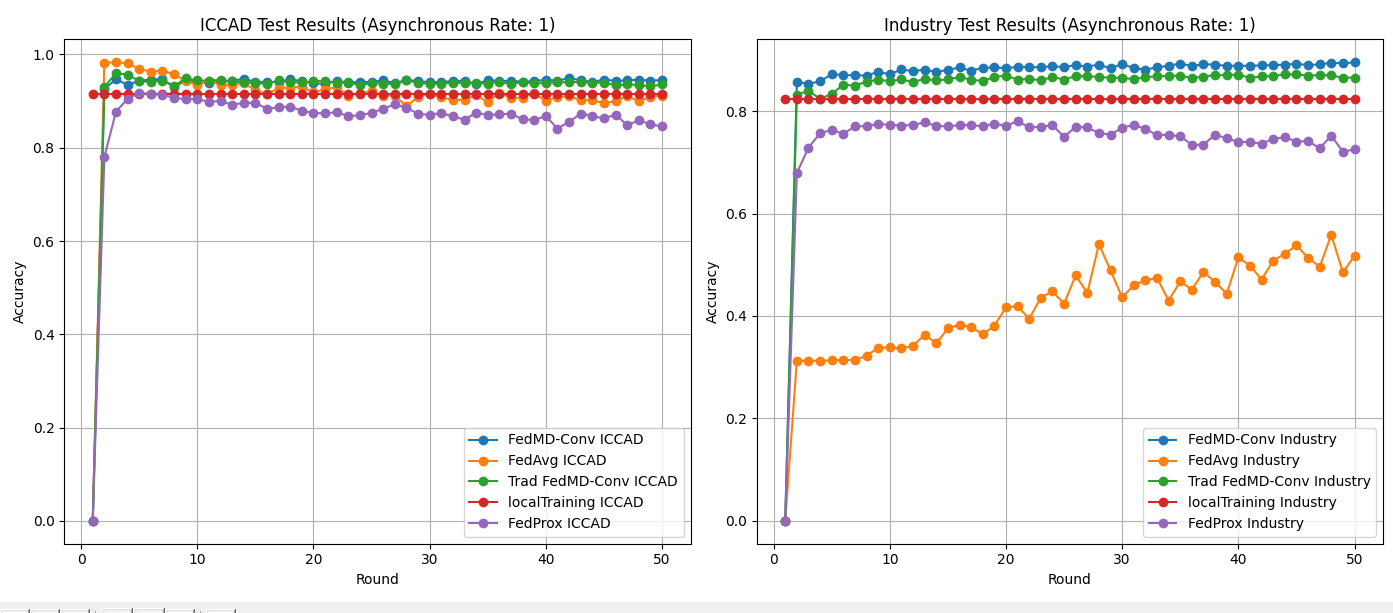 ICCAD Test Results (Asynchronous Rate: 1)
Accuracy
1.0
0.8
0.6
0.4
0.2
0.0
0 10 20 30 40 50
Round
FedMD-Conv ICCAD
FedAvg ICCAD
Trad FedMD-Conv ICCAD
localTraining ICCAD
FedProx ICCAD
Industry Test Results (Asynchronous Rate: 1)
Accuracy
0.8
0.6
0.4
0.2
0.0
0 10 20 30 40 50
Round
FedMD-Conv Industry
FedAvg Industry
Trad FedMD-Conv Industry
localTraining Industry
FedProx Industry